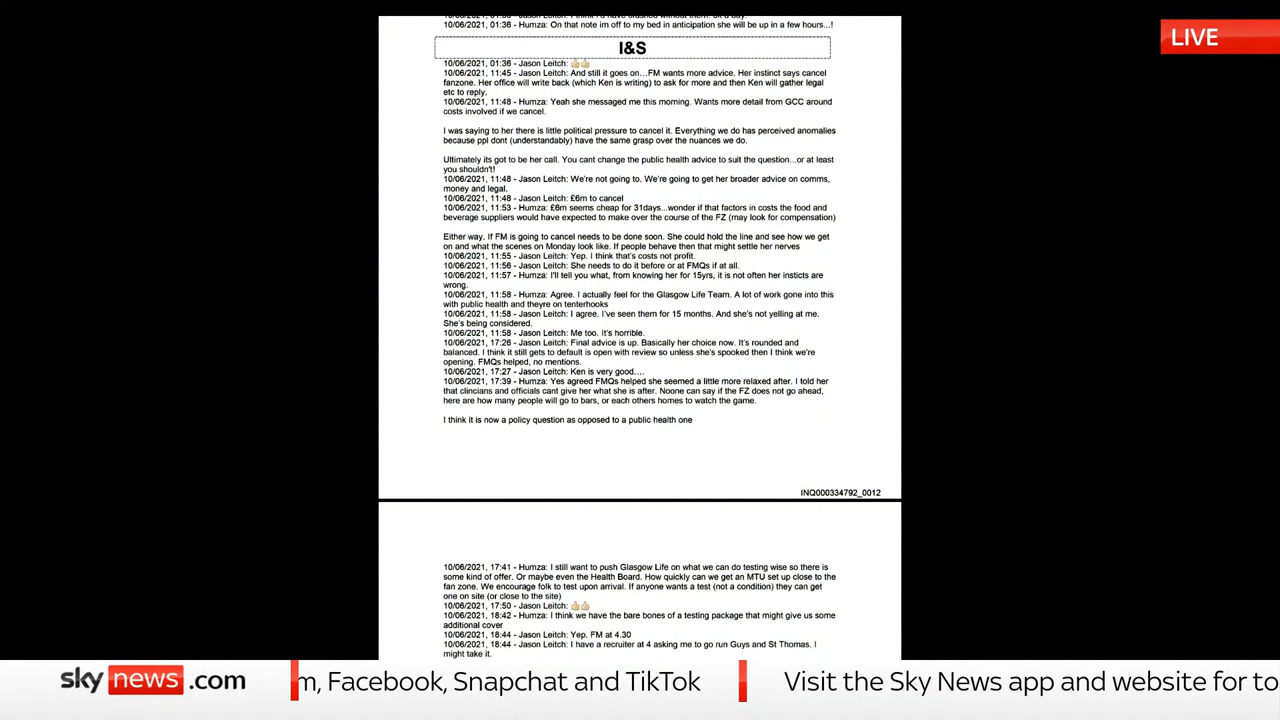 10/06/2021, 01:36 - Humza: On that note im off to my bed in anticipation she will be up in a few hours...!
I&S
10/06/2021, 01:36 - Jason Leitch: 👍👍
10/06/2021, 11:45 - Jason Leitch: And still it goes on…FM wants more advice. Her instinct says cancel
fanzone. Her office will write back (which Ken is writing) to ask for more and then Ken will gather legal
etc to reply.
10/06/2021, 11:48 - Humza: Yeah she messaged me this morning. Wants more detail from GCC around
costs involved if we cancel.
I was saying to her there is little political pressure to cancel it. Everything we do has perceived anomalies
because ppl dont (understandably) have the same grasp over the nuances we do.
Ultimately its got to be her call. You cant change the public health advice to suit the question...or at least
you shouldn't!
10/06/2021, 11:48 - Jason Leitch: We're not going to. We're going to get her broader advice on comms,
money and legal.
10/06/2021, 11:48 - Jason Leitch: £6m to cancel
10/06/2021, 11:53 - Humza: £6m seems cheap for 31days...wonder if that factors in costs the food and
beverage suppliers would have expected to make over the course of the FZ (may look for compensation)
Either way. If FM is going to cancel needs to be done soon. She could hold the line and see how we get
on and what the scenes on Monday look like. If people behave then that might settle her nerves
10/06/2021, 11:55 - Jason Leitch: Yep. I think that's costs not profit.
10/06/2021, 11:56 - Jason Leitch: She needs to do it before or at FMQs if at all.
10/06/2021, 11:57 - Humza: I'll tell you what, from knowing her for 15yrs, it is not often her insticts are
wrong.
10/06/2021, 11:58 - Humza: Agree. I actually feel for the Glasgow Life Team. A lot of work gone into this
with public health and theyre on tenterhooks
10/06/2021, 11:58 - Jason Leitch: I agree. I've seen them for 15 months. And she's not yelling at me.
She's being considered.
10/06/2021, 11:58 - Jason Leitch: Me too. It's horrible.
10/06/2021, 17:26 - Jason Leitch: Final advice is up. Basically her choice now. It's rounded and
balanced. I think it still gets to default is open with review so unless she's spooked then I think we're
opening. FMQs helped, no mentions.
10/06/2021, 17:27 - Jason Leitch: Ken is very good….
10/06/2021, 17:39 - Humza: Yes agreed FMQs helped she seemed a little more relaxed after. I told her
that clincians and officials cant give her what she is after. Noone can say if the FZ does not go ahead,
here are how many people will go to bars, or each others homes to watch the game.
I think it is now a policy question as opposed to a public health one
INQ000334792_0012
10/06/2021, 17:41 - Humza: I still want to push Glasgow Life on what we can do testing wise so there is
some kind of offer. Or maybe even the Health Board. How quickly can we get an MTU set up close to the
fan zone. We encourage folk to test upon arrival. If anyone wants a test (not a condition) they can get
one on site (or close to the site)
10/06/2021, 17:50 - Jason Leitch: 👍👍
10/06/2021, 18:42 - Humza: I think we have the bare bones of a testing package that might give us some
additional cover
10/06/2021, 18:44 - Jason Leitch: Yep. FM at 4.30
10/06/2021, 18:44 - Jason Leitch: I have a recruiter at 4 asking me to go run Guys and St Thomas. I
might take it.
LIVE
sky news .com
m, Facebook, Snapchat and TikTok
Visit the Sky News app and website for to